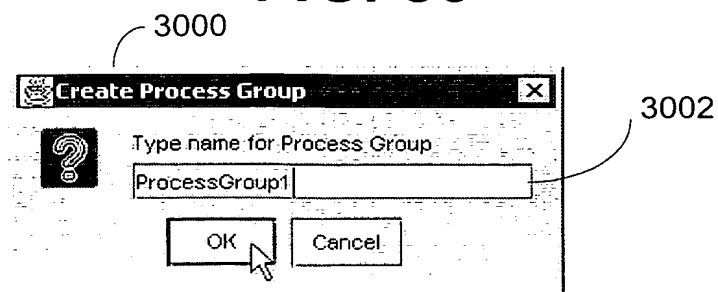 3000
Create Process Group
3002
Type name for Process Group
ProcessGroup1
OK Cancel